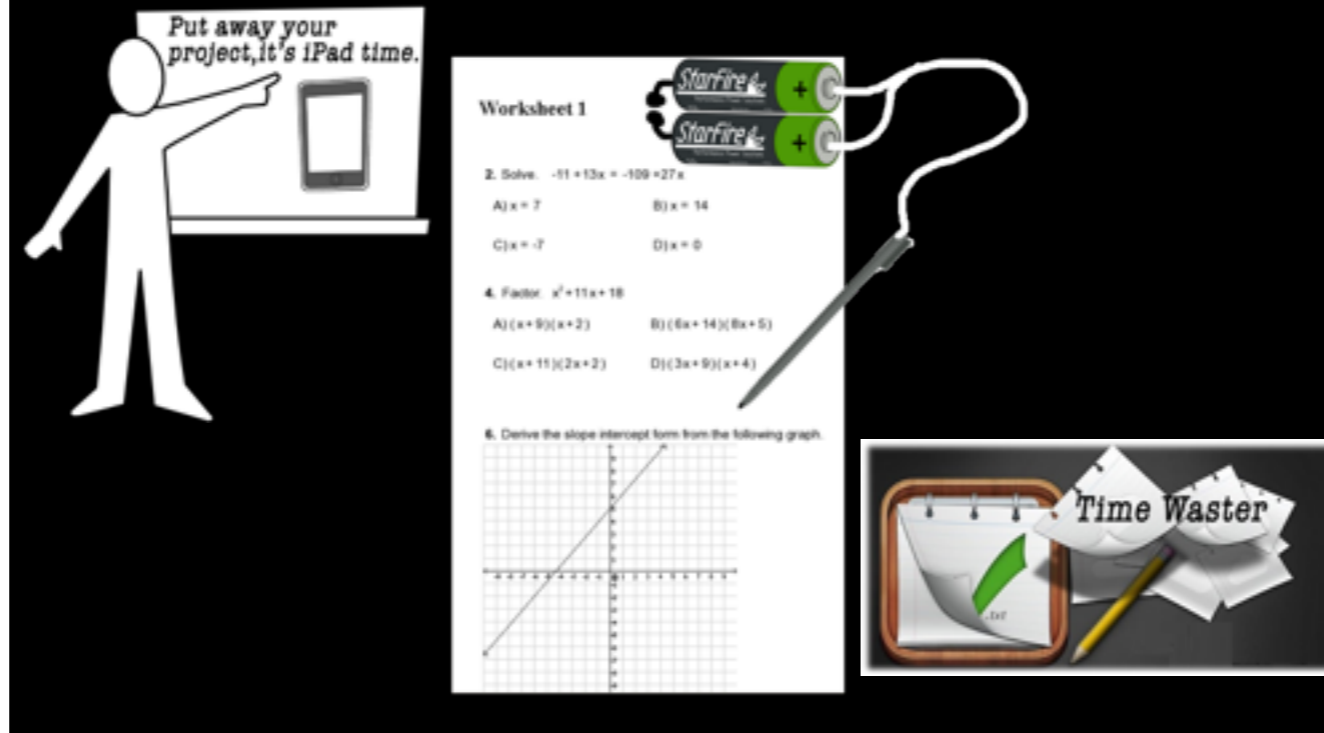 Put away your
project,it's iPad time.
Worksheet 1
StarFire
+
StarFire
+
2. Solve. -11 +13x = -109 +27x
A) x = 7 B) x = 14
C) x = -7 D) x = 0
4. Factor. x²+11x+18
A) (x+9)(x+2) B) (6x+14)(8x+5)
C) (x+11)(2x+2) D) (3x+9)(x+4)
6. Derive the slope intercept form from the following graph.
Time Waster
.txt